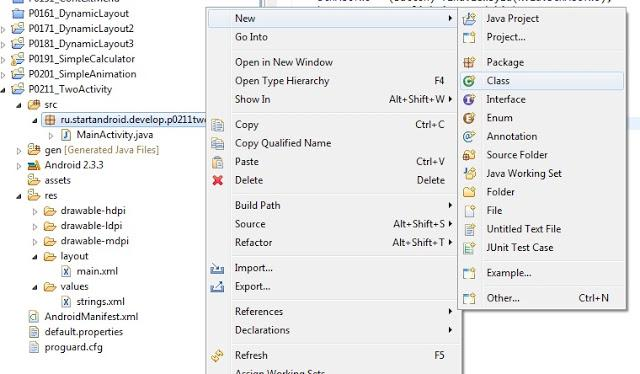 P0161_DynamicLayout
P0171_DynamicLayout2
P0181_DynamicLayout3
P0191_SimpleCalculator
P0201_SimpleAnimation
P0211_TwoActivity
src
ru.startandroid.develop.p0211twc
MainActivity.java
gen [Generated Java Files]
Android 2.3.3
assets
res
drawable-hdpi
drawable-ldpi
drawable-mdpi
layout
main.xml
values
strings.xml
AndroidManifest.xml
default.properties
proguard.cfg
New
Go Into
Open in New Window
Open Type Hierarchy F4
Show In Alt+Shift+W
Copy Ctrl+C
Copy Qualified Name
Paste Ctrl+V
Delete Delete
Build Path
Source Alt+Shift+S
Refactor Alt+Shift+T
Import...
Export...
References
Declarations
Refresh F5
Assign Working Sets
Java Project
Project...
Package
Class
Interface
Enum
Annotation
Source Folder
Java Working Set
Folder
File
Untitled Text File
JUnit Test Case
Example...
Other... Ctrl+N